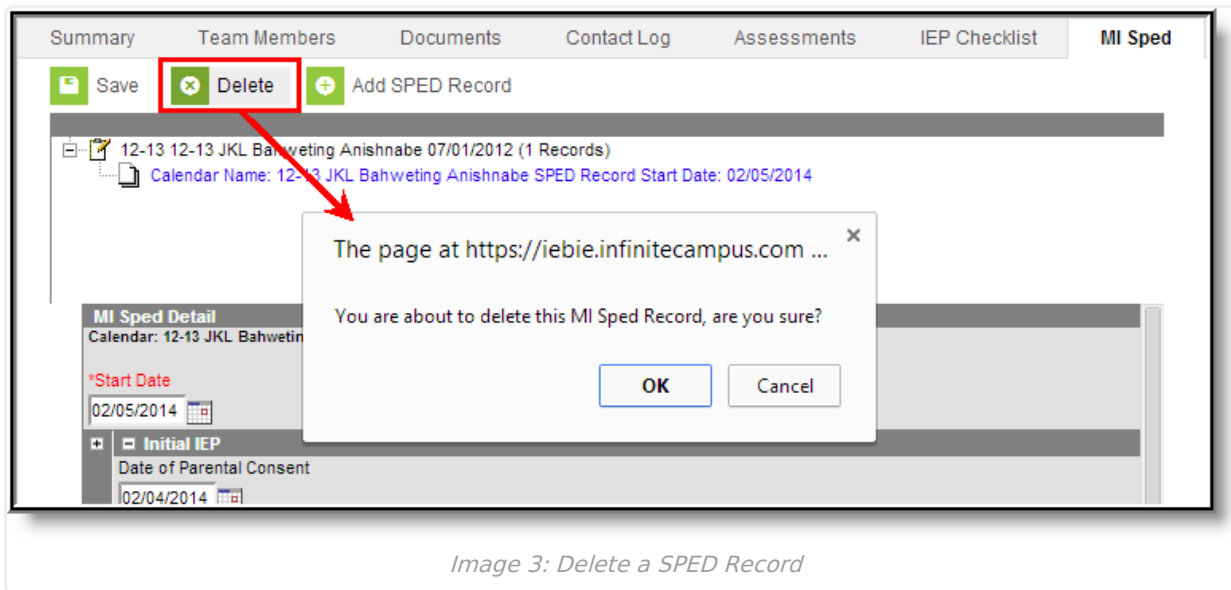 Summary Team Members Documents Contact Log Assessments IEP Checklist MI Sped
Save Delete Add SPED Record
12-13 12-13 JKL Bahweting Anishnabe 07/01/2012 (1 Records)
Calendar Name: 12-13 JKL Bahweting Anishnabe SPED Record Start Date: 02/05/2014
The page at https://iebie.infinitecampus.com ...
You are about to delete this MI Sped Record, are you sure?
OK Cancel
MI Sped Detail
Calendar: 12-13 JKL Bahwetin
*Start Date
02/05/2014
Initial IEP
Date of Parental Consent
02/04/2014
Image 3: Delete a SPED Record